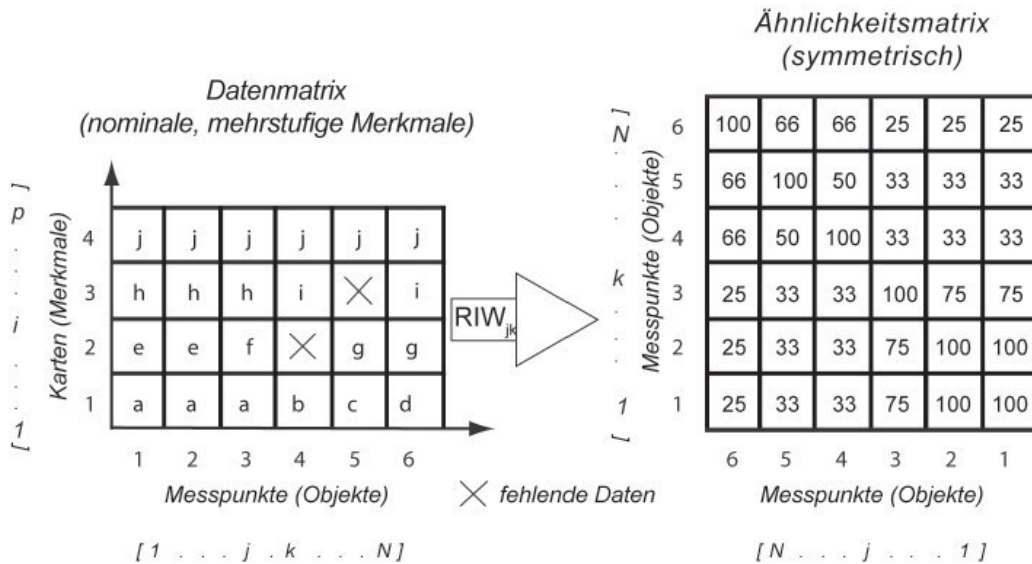 Datenmatrix
(nominale, mehrstufige Merkmale)
[ 1 . . . i . . . . p ]
Karten (Merkmale)
4 j j j j j j
3 h h h i i
2 e e f g g
1 a a a b c d
1 2 3 4 5 6
Messpunkte (Objekte)
[ 1 . . . j . k . . . N ]
fehlende Daten
RIWjk
Ähnlichkeitsmatrix
(symmetrisch)
[ 1 . . . k . . . . N ]
Messpunkte (Objekte)
6 100 66 66 25 25 25
5 66 100 50 33 33 33
4 66 50 100 33 33 33
3 25 33 33 100 75 75
2 25 33 33 75 100 100
1 25 33 33 75 100 100
6 5 4 3 2 1
Messpunkte (Objekte)
[ N . . . j . . . 1 ]